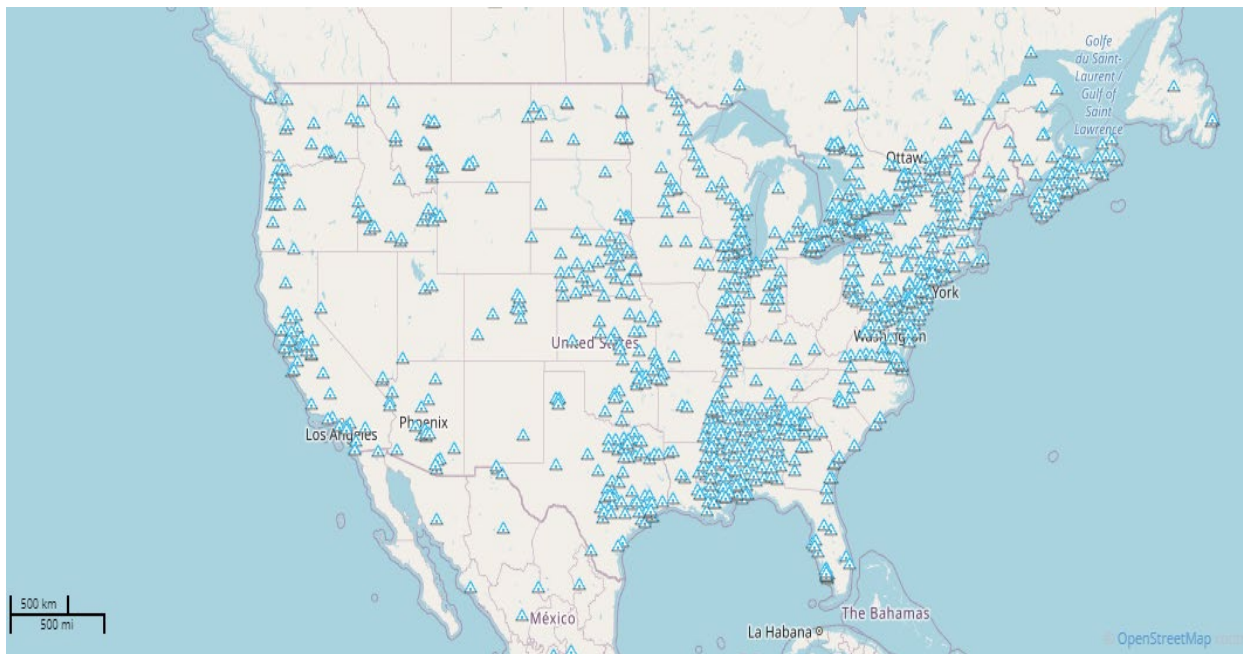 Golfe
du Saint-
Laurent /
Gulf of
Saint
Lawrence
Ottaw
York
Washington
United States
Phoenix
Los Angeles
500 km
500 mi
México
The Bahamas
La Habana
© OpenStreetMap